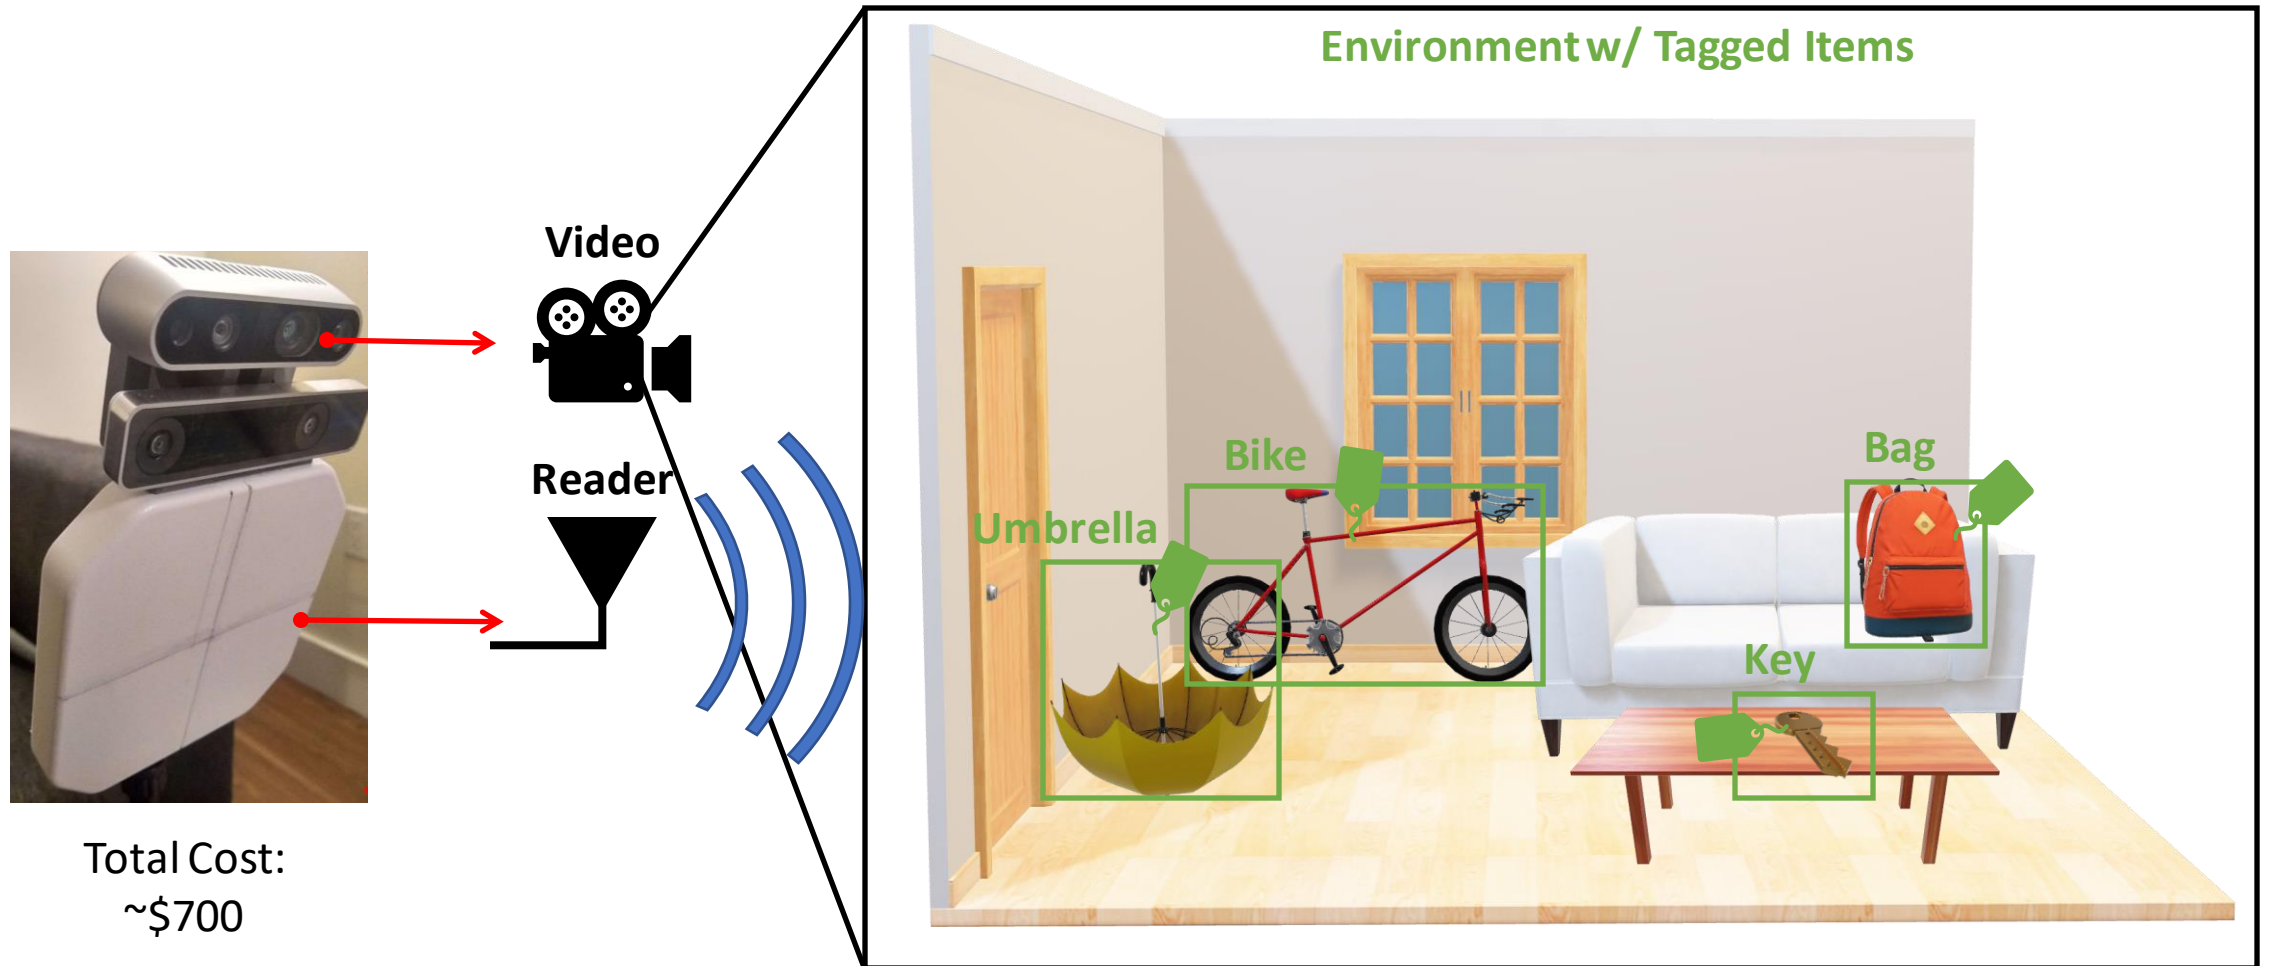 Environment w/ Tagged Items
Video
Reader
Bike
Bag
Umbrella
Key
Total Cost:
~$700